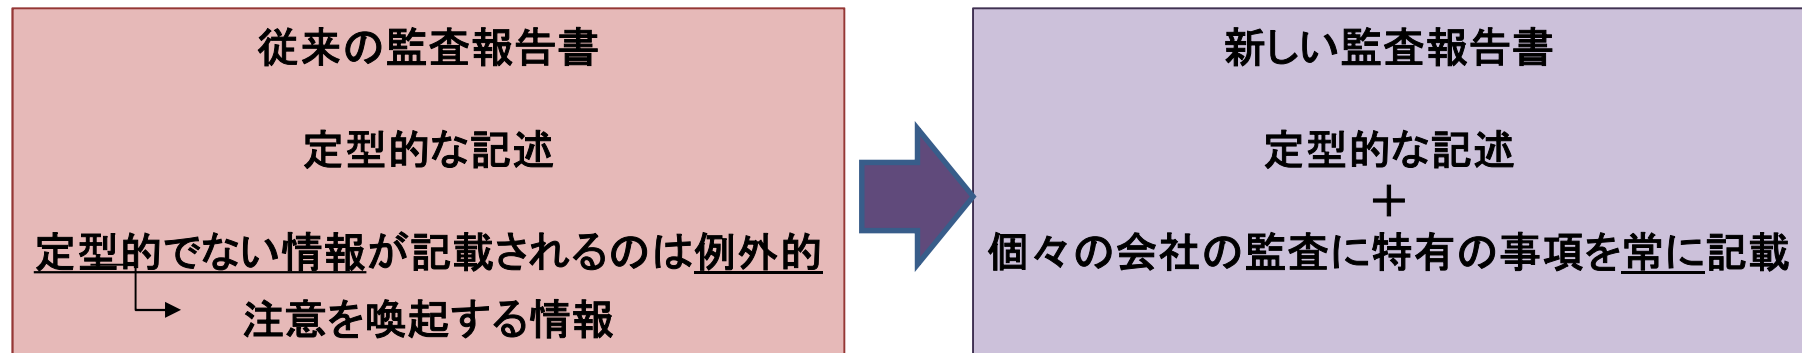 従来の監査報告書
定型的な記述
定型的でない情報が記載されるのは例外的
注意を喚起する情報
新しい監査報告書
定型的な記述
＋
個々の会社の監査に特有の事項を常に記載